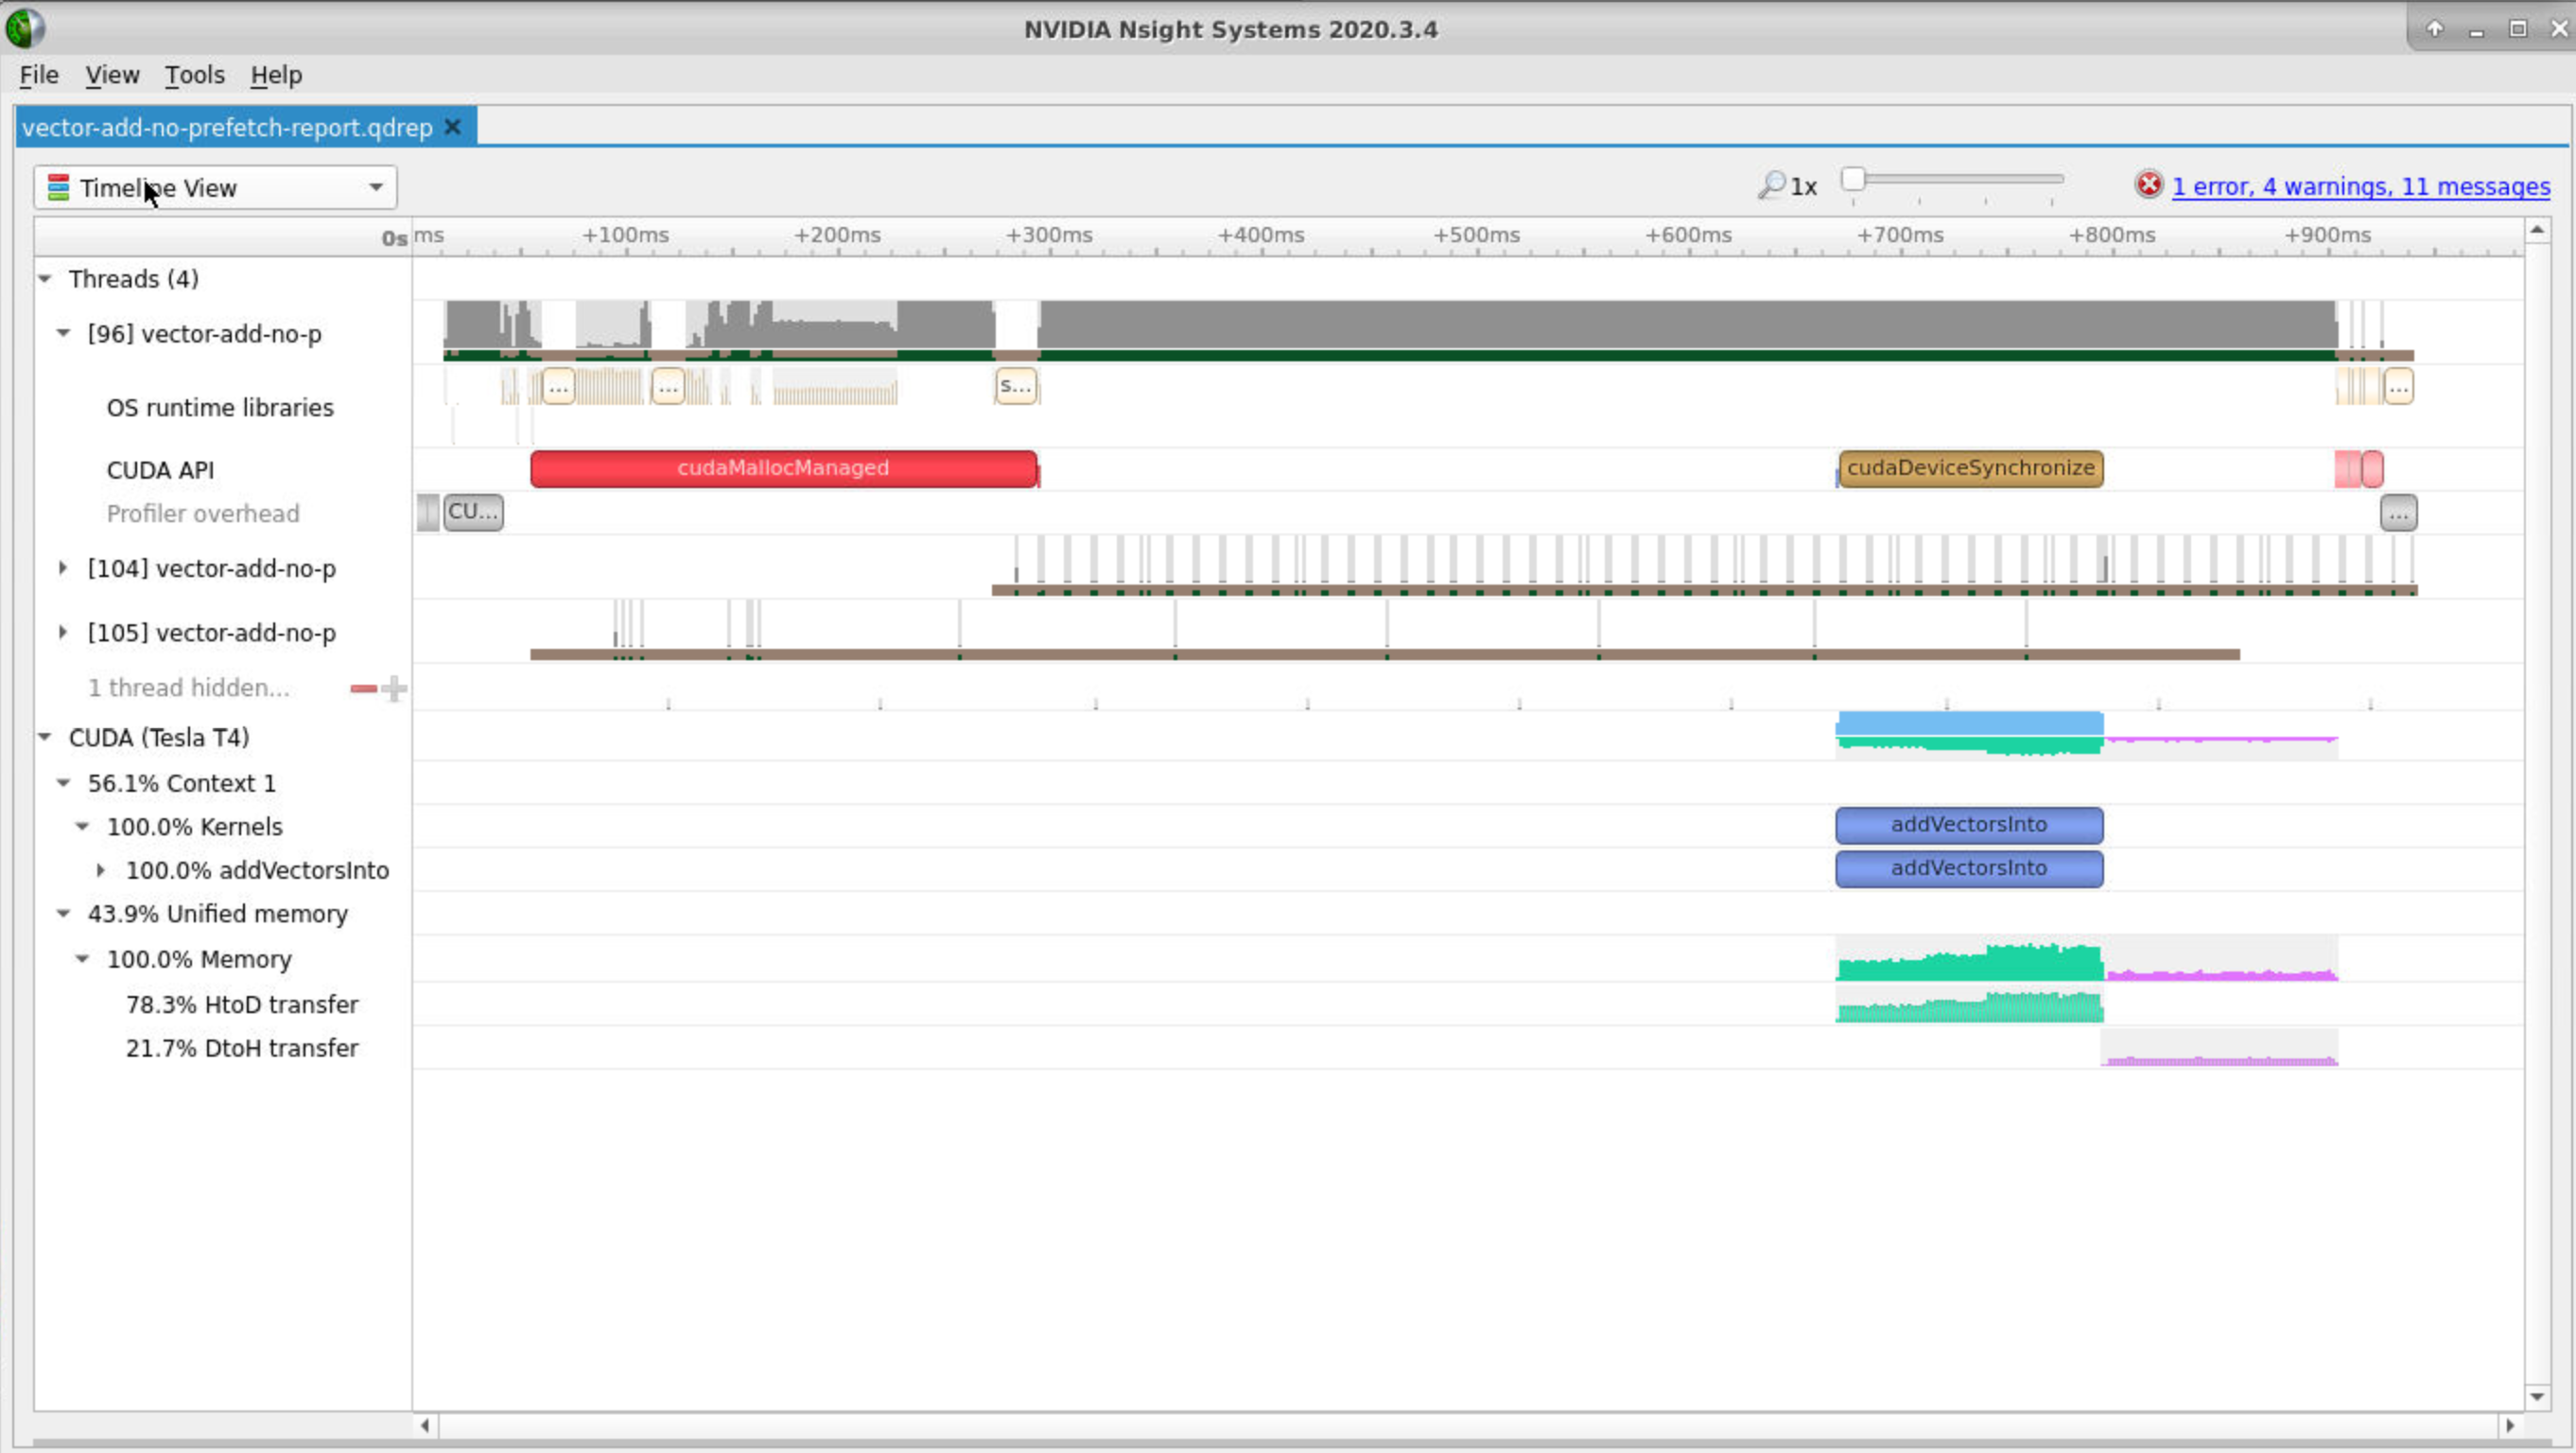 NVIDIA Nsight Systems 2020.3.4
File View Tools Help
vector-add-no-prefetch-report.qdrep
Timeline View
1x
1 error, 4 warnings, 11 messages
0s ms +100ms +200ms +300ms +400ms +500ms +600ms +700ms +800ms +900ms
Threads (4)
[96] vector-add-no-p
OS runtime libraries
... ... s... ...
CUDA API
cudaMallocManaged cudaDeviceSynchronize
Profiler overhead
CU... ...
[104] vector-add-no-p
[105] vector-add-no-p
1 thread hidden...
CUDA (Tesla T4)
56.1% Context 1
100.0% Kernels
addVectorsInto
100.0% addVectorsInto
addVectorsInto
43.9% Unified memory
100.0% Memory
78.3% HtoD transfer
21.7% DtoH transfer